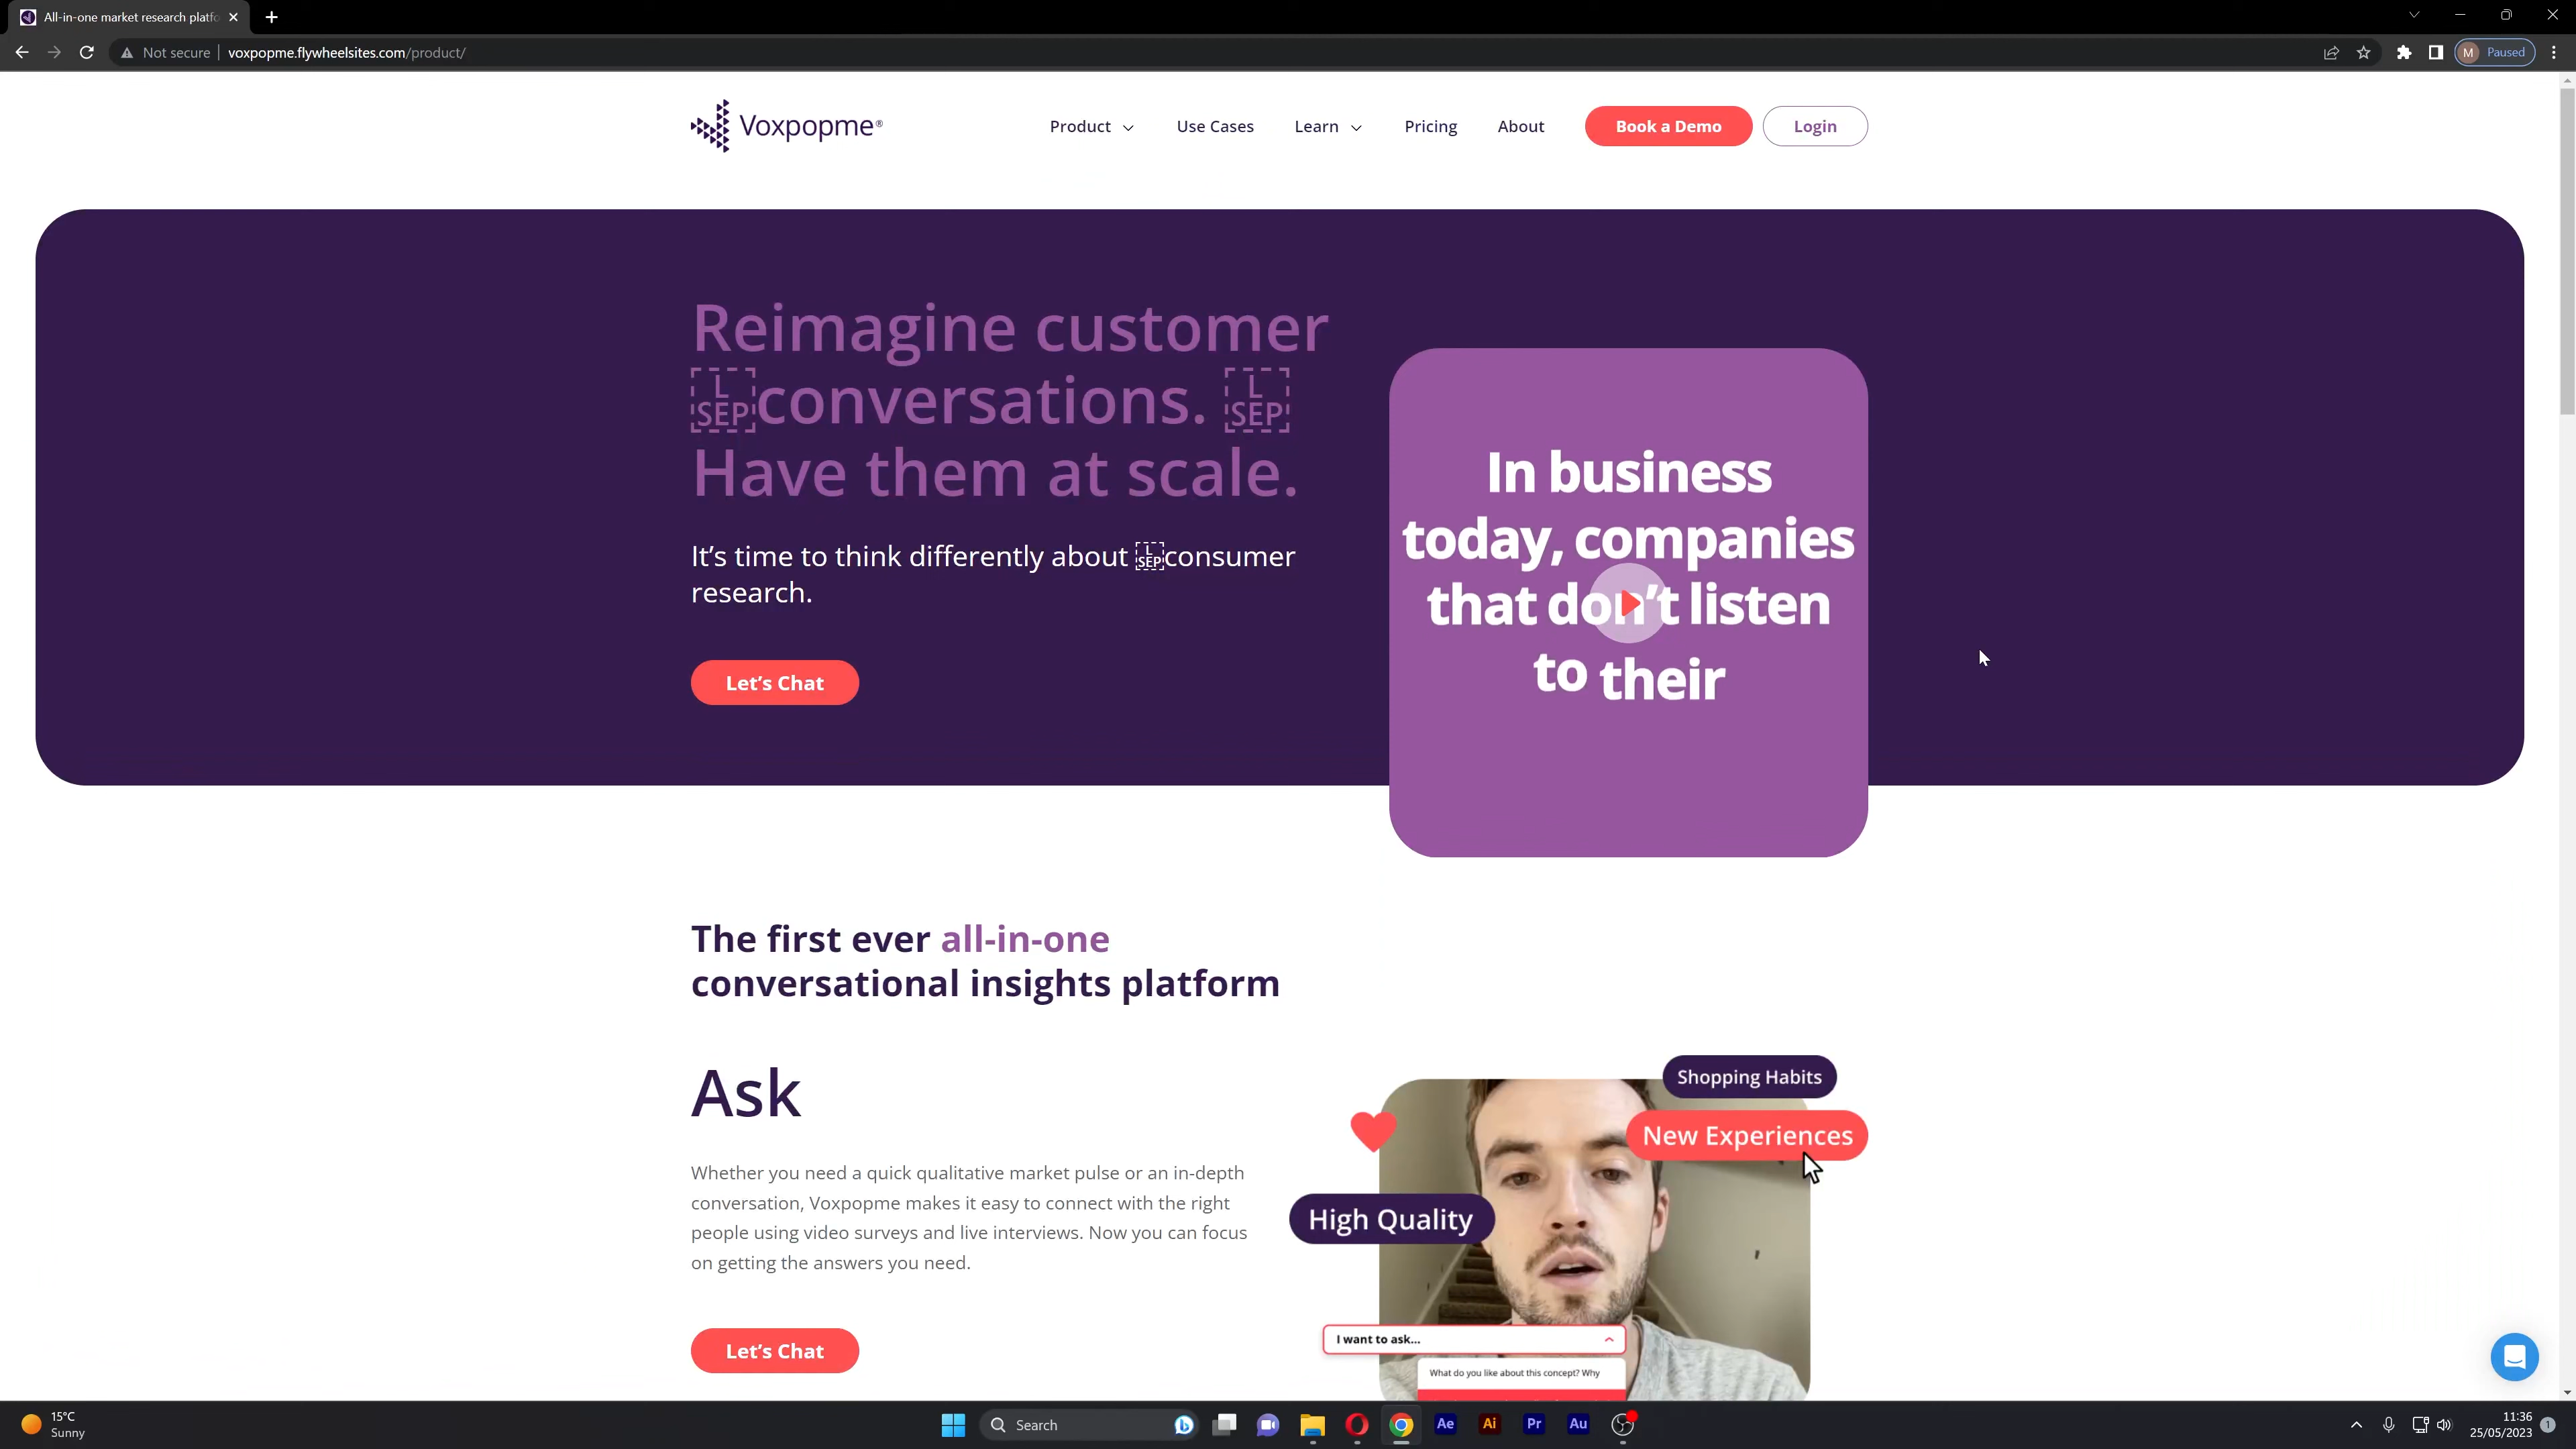 All-in-one market research platfo
Not secure
voxpopme.flywheelsites.com/product/
M
Paused
Voxpopme®
Product
Use Cases
Learn
Pricing
About
Book a Demo
Login
Reimagine customer
L SEP conversations. L SEP
Have them at scale.
It's time to think differently about L SEP consumer
research.
Let's Chat
In business
today, companies
that don't listen
to their
The first ever all-in-one
conversational insights platform
Ask
Whether you need a quick qualitative market pulse or an in-depth
conversation, Voxpopme makes it easy to connect with the right
people using video surveys and live interviews. Now you can focus
on getting the answers you need.
Let's Chat
Shopping Habits
New Experiences
High Quality
I want to ask...
What do you like about this concept? Why
15°C
Sunny
Search
Ae
Ai
Pr
Au
11:36
25/05/2023
1